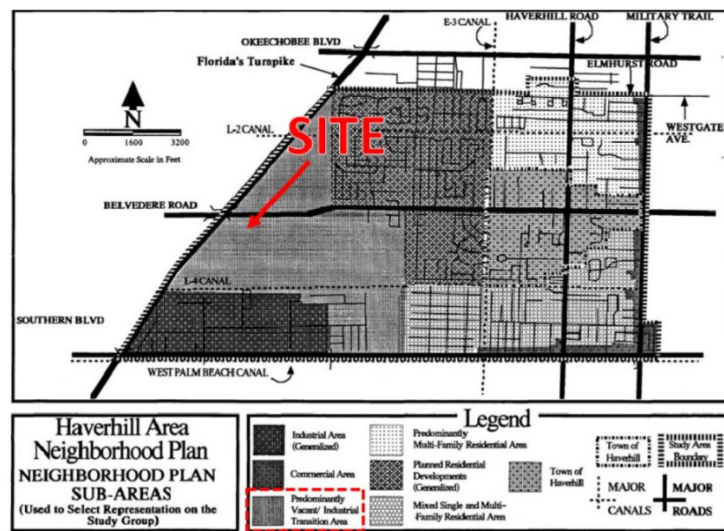 E-3 CANAL
HAVERHILL ROAD
MILITARY TRAIL
OKEECHOBEE BLVD
Florida's Turnpike
ELMHURST ROAD
N
L-2 CANAL
SITE
WESTGATE
AVE.
0 1600 3200
Approximate Scale in Feet
BELVEDERE ROAD
L-4 CANAL
SOUTHERN BLVD
WEST PALM BEACH CANAL
Haverhill Area
Neighborhood Plan
NEIGHBORHOOD PLAN
SUB-AREAS
(Used to Select Representation on the
Study Group)
Legend
Industrial Area
(Generalized)
Commercial Area
Predominantly
Vacant/ Industrial
Transition Area
Predominantly
Multi-Family Residential Area
Planned Residential
Developments
(Generalized)
Mixed Single and Multi-
Family Residential Area
Town of
Haverhill
Town of
Haverhill
Study Area
Boundary
MAJOR
CANALS
MAJOR
ROADS